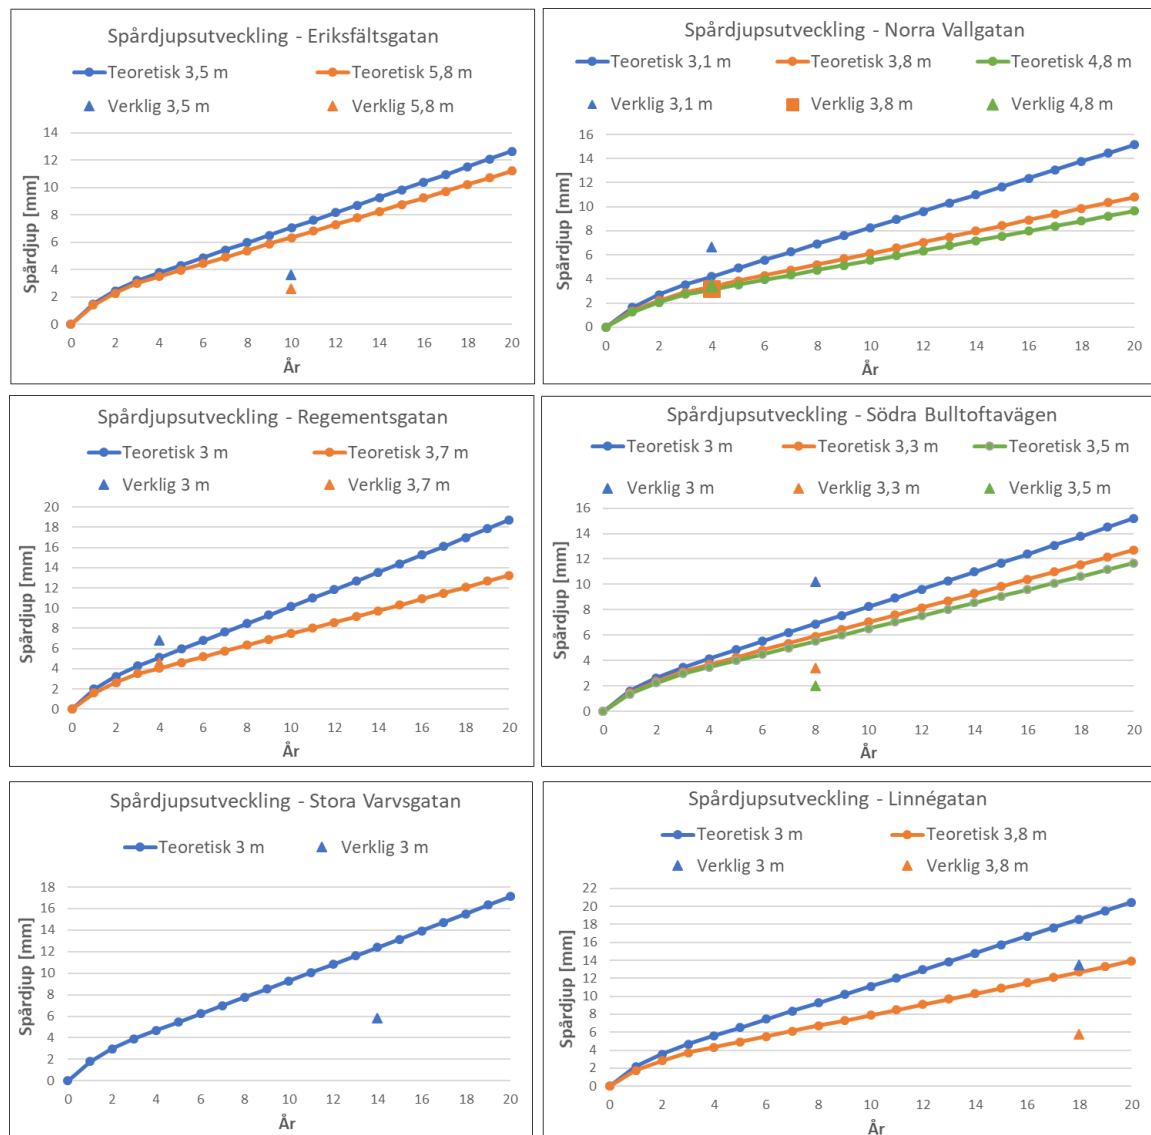 Spårdjupsutveckling - Eriksfältsgatan
Teoretisk 3,5 m Teoretisk 5,8 m
Verklig 3,5 m Verklig 5,8 m
Spårdjup [mm]
14
12
10
8
6
4
2
0
0 2 4 6 8 10 12 14 16 18 20
År
Spårdjupsutveckling - Norra Vallgatan
Teoretisk 3,1 m Teoretisk 3,8 m Teoretisk 4,8 m
Verklig 3,1 m Verklig 3,8 m Verklig 4,8 m
Spårdjup [mm]
16
14
12
10
8
6
4
2
0
0 2 4 6 8 10 12 14 16 18 20
År
Spårdjupsutveckling - Regementsgatan
Teoretisk 3 m Teoretisk 3,7 m
Verklig 3 m Verklig 3,7 m
Spårdjup [mm]
20
18
16
14
12
10
8
6
4
2
0
0 2 4 6 8 10 12 14 16 18 20
År
Spårdjupsutveckling - Södra Bulltoftavägen
Teoretisk 3 m Teoretisk 3,3 m Teoretisk 3,5 m
Verklig 3 m Verklig 3,3 m Verklig 3,5 m
Spårdjup [mm]
16
14
12
10
8
6
4
2
0
0 2 4 6 8 10 12 14 16 18 20
År
Spårdjupsutveckling - Stora Varvsgatan
Teoretisk 3 m Verklig 3 m
Spårdjup [mm]
18
16
14
12
10
8
6
4
2
0
0 2 4 6 8 10 12 14 16 18 20
År
Spårdjupsutveckling - Linnégatan
Teoretisk 3 m Teoretisk 3,8 m
Verklig 3 m Verklig 3,8 m
Spårdjup [mm]
22
20
18
16
14
12
10
8
6
4
2
0
0 2 4 6 8 10 12 14 16 18 20
År